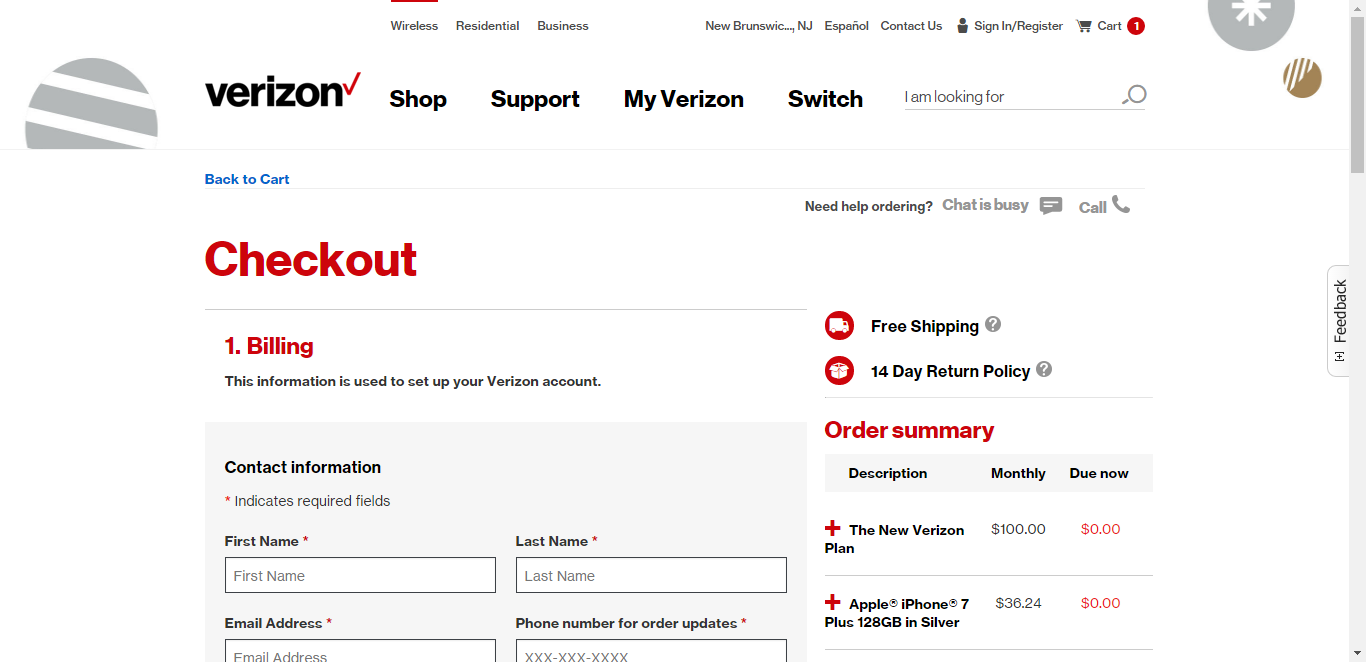 Wireless Residential Business
New Brunswic..., NJ Español Contact Us Sign In/Register Cart 1
verizon Shop Support My Verizon Switch I am looking for
Back to Cart
Need help ordering? Chat is busy Call
Checkout
1. Billing
This information is used to set up your Verizon account.
Contact information
* Indicates required fields
First Name * Last Name *
First Name Last Name
Email Address * Phone number for order updates *
Email Address XXX-XXX-XXXX
Free Shipping ?
14 Day Return Policy ?
Order summary
Description Monthly Due now
The New Verizon $100.00 $0.00
Plan
Apple® iPhone® 7 $36.24 $0.00
Plus 128GB in Silver
Feedback